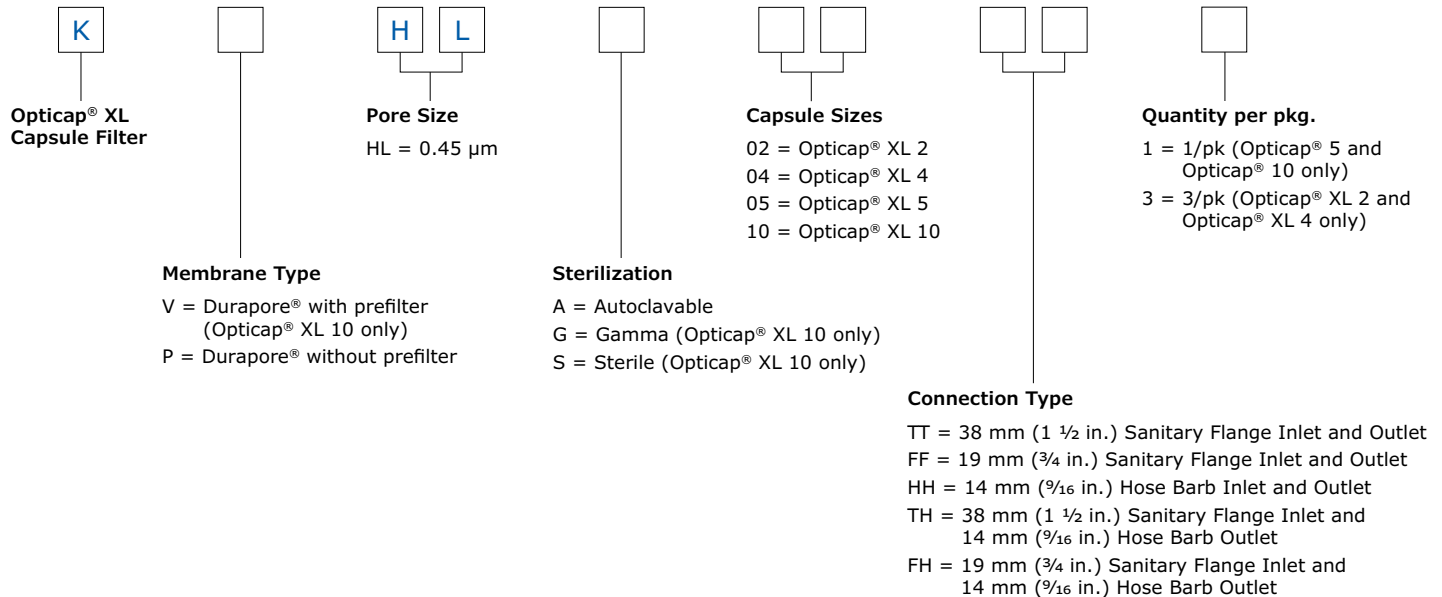 K H L
Opticap® XL
Capsule Filter
Pore Size
HL = 0.45 µm
Capsule Sizes
02 = Opticap® XL 2
04 = Opticap® XL 4
05 = Opticap® XL 5
10 = Opticap® XL 10
Quantity per pkg.
1 = 1/pk (Opticap® 5 and
Opticap® 10 only)
3 = 3/pk (Opticap® XL 2 and
Opticap® XL 4 only)
Membrane Type
V = Durapore® with prefilter
(Opticap® XL 10 only)
P = Durapore® without prefilter
Sterilization
A = Autoclavable
G = Gamma (Opticap® XL 10 only)
S = Sterile (Opticap® XL 10 only)
Connection Type
TT = 38 mm (1 ½ in.) Sanitary Flange Inlet and Outlet
FF = 19 mm (¾ in.) Sanitary Flange Inlet and Outlet
HH = 14 mm (⁹⁄₁₆ in.) Hose Barb Inlet and Outlet
TH = 38 mm (1 ½ in.) Sanitary Flange Inlet and
14 mm (⁹⁄₁₆ in.) Hose Barb Outlet
FH = 19 mm (¾ in.) Sanitary Flange Inlet and
14 mm (⁹⁄₁₆ in.) Hose Barb Outlet